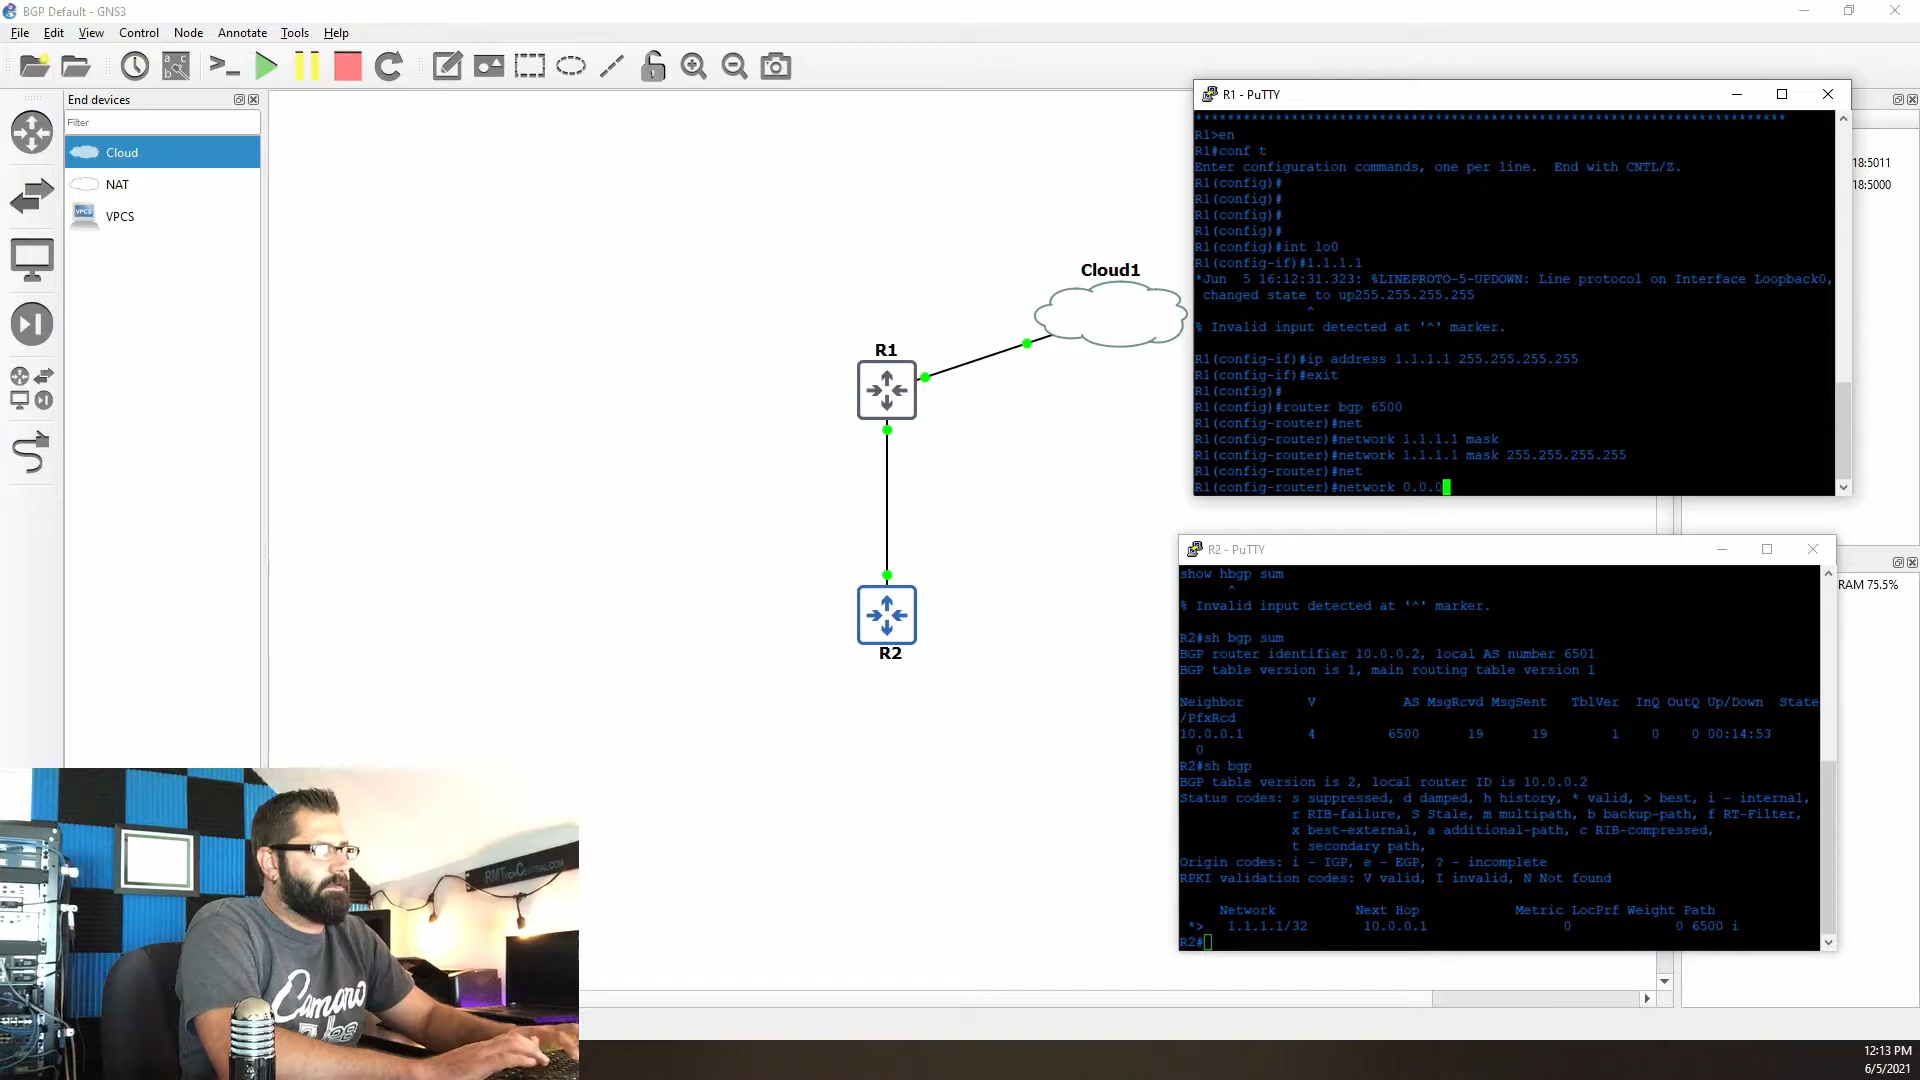 BGP Default - GNS3
File Edit View Control Node Annotate Tools Help
End devices
Filter
Cloud
NAT
VPCS
VPCS
Cloud1
R1
R2
R1 - PuTTY
*************************************************************************
R1>en
R1#conf t
Enter configuration commands, one per line.  End with CNTL/Z.
R1(config)#
R1(config)#
R1(config)#
R1(config)#
R1(config)#int lo0
R1(config-if)#1.1.1.1
*Jun  5 16:12:31.323: %LINEPROTO-5-UPDOWN: Line protocol on Interface Loopback0,
changed state to up255.255.255.255
^
% Invalid input detected at '^' marker.
R1(config-if)#ip address 1.1.1.1 255.255.255.255
R1(config-if)#exit
R1(config)#
R1(config)#router bgp 6500
R1(config-router)#net
R1(config-router)#network 1.1.1.1 mask
R1(config-router)#network 1.1.1.1 mask 255.255.255.255
R1(config-router)#net
R1(config-router)#network 0.0.0
18:5011
18:5000
R2 - PuTTY
show hbgp sum
^
% Invalid input detected at '^' marker.
R2#sh bgp sum
BGP router identifier 10.0.0.2, local AS number 6501
BGP table version is 1, main routing table version 1
Neighbor V AS MsgRcvd MsgSent TblVer InQ OutQ Up/Down State
/PfxRcd
10.0.0.1 4 6500 19 19 1 0 0 00:14:53
0
R2#sh bgp
BGP table version is 2, local router ID is 10.0.0.2
Status codes: s suppressed, d damped, h history, * valid, > best, i - internal,
r RIB-failure, S Stale, m multipath, b backup-path, f RT-Filter,
x best-external, a additional-path, c RIB-compressed,
t secondary path,
Origin codes: i - IGP, e - EGP, ? - incomplete
RPKI validation codes: V valid, I invalid, N Not found
Network Next Hop Metric LocPrf Weight Path
*> 1.1.1.1/32 10.0.0.1 0 0 6500 i
R2#
RAM 75.5%
RMTechCentral.com
Camaro
12:13 PM
6/5/2021